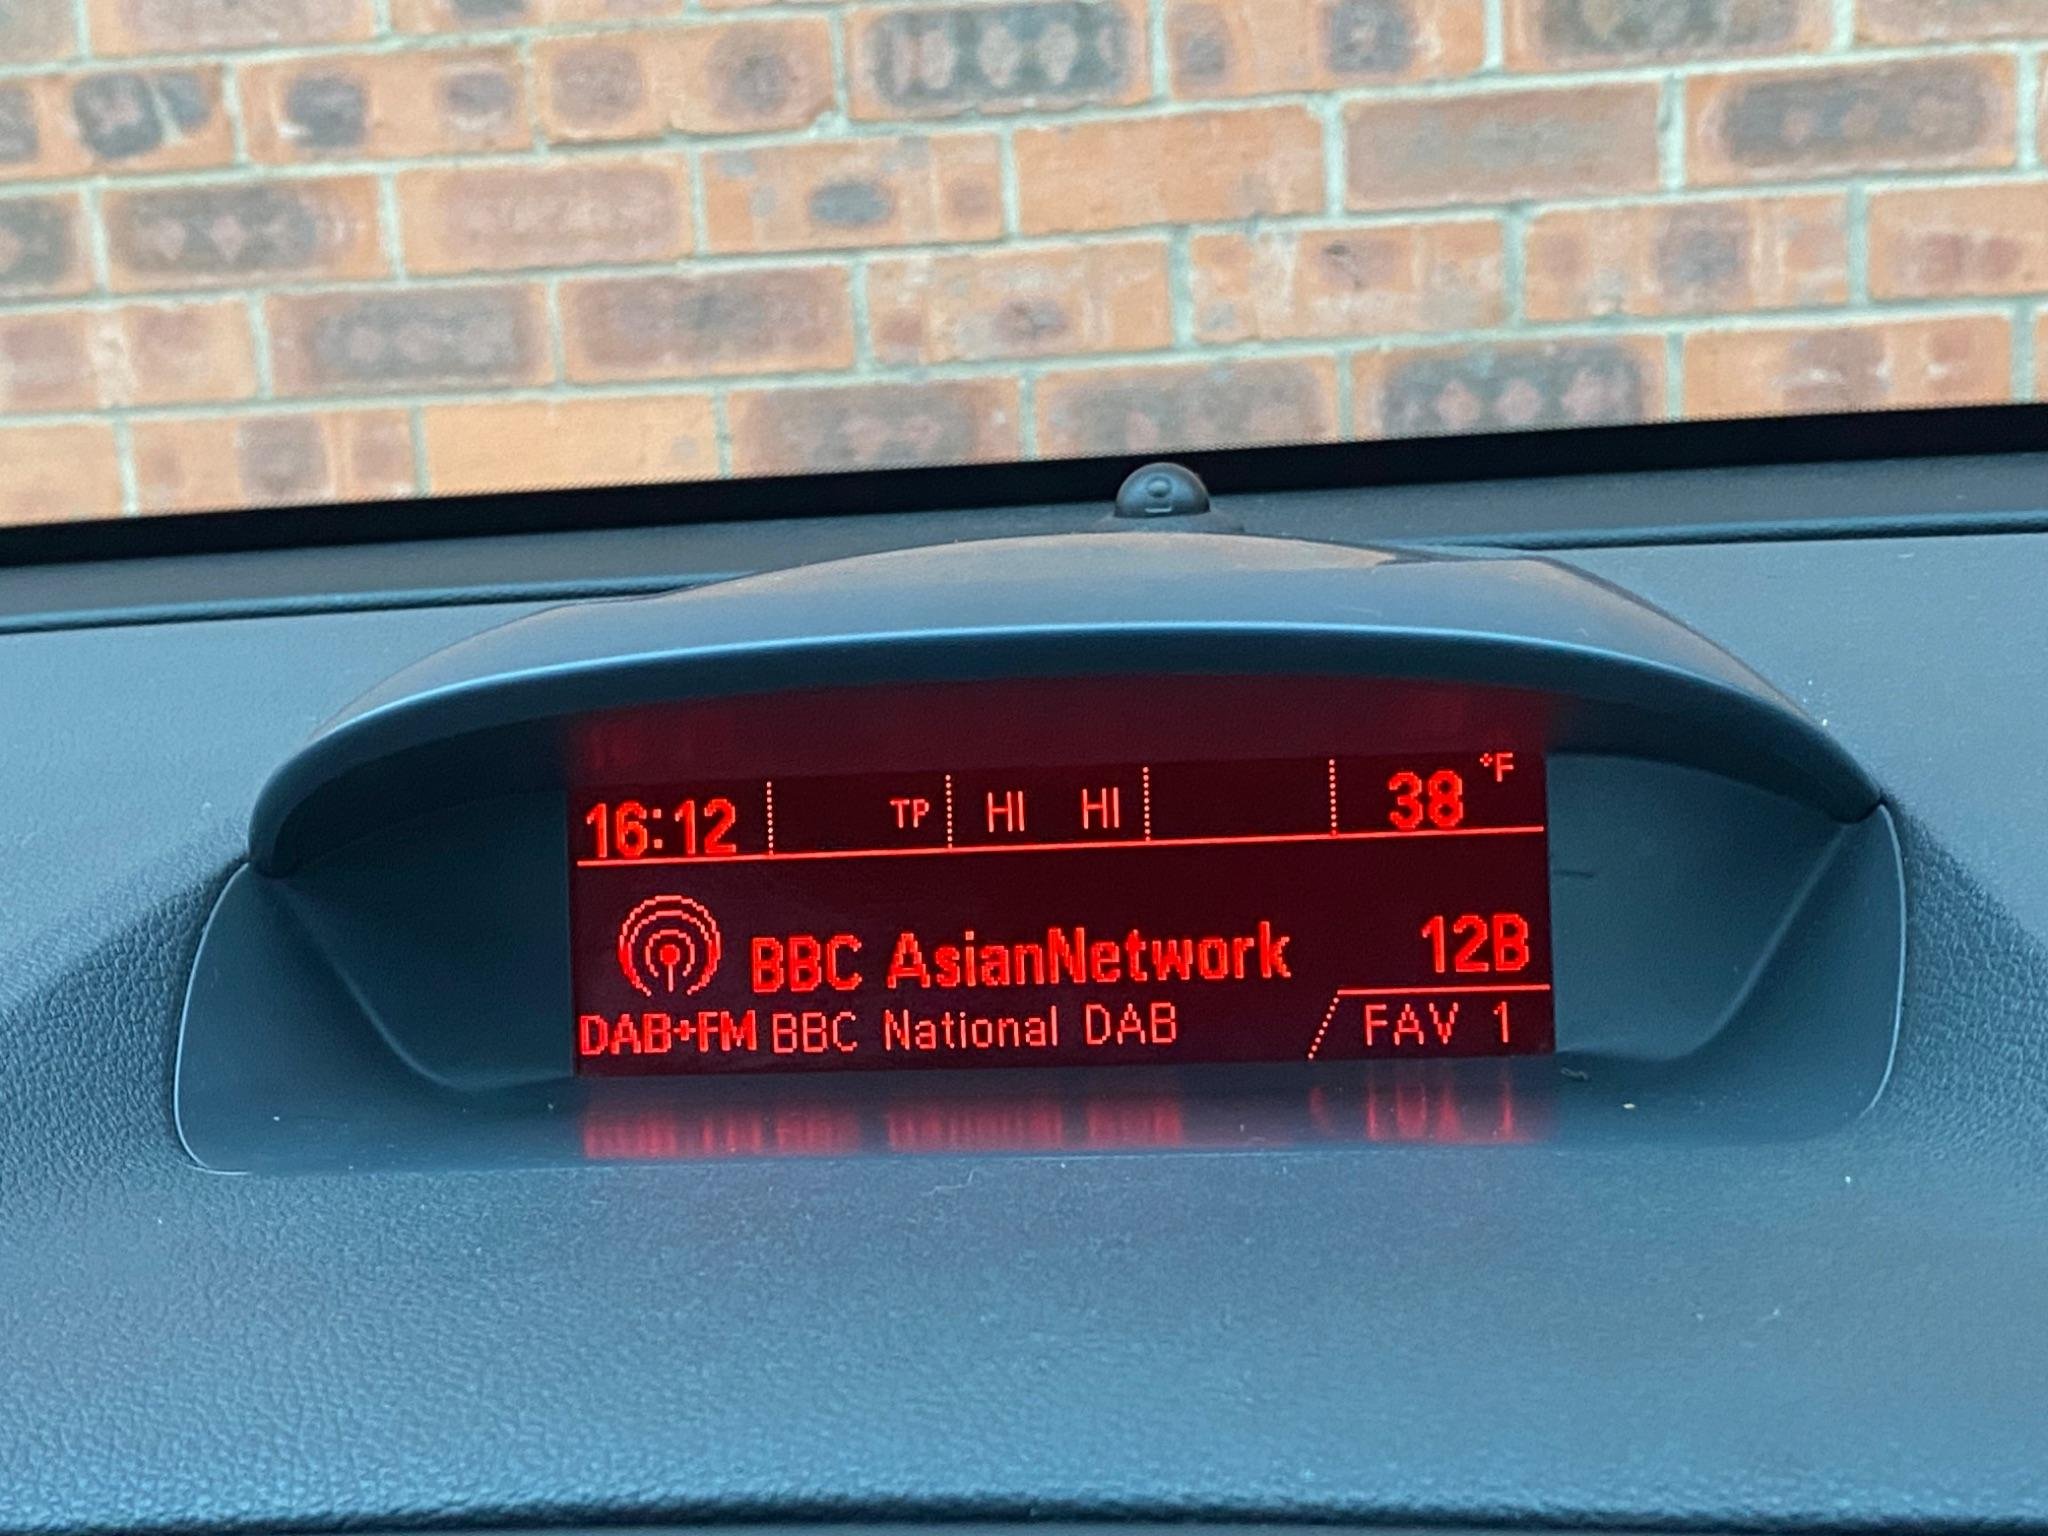 16:12 TP HI HI 38 °F
BBC AsianNetwork 12B
DAB+FM BBC National DAB FAV 1